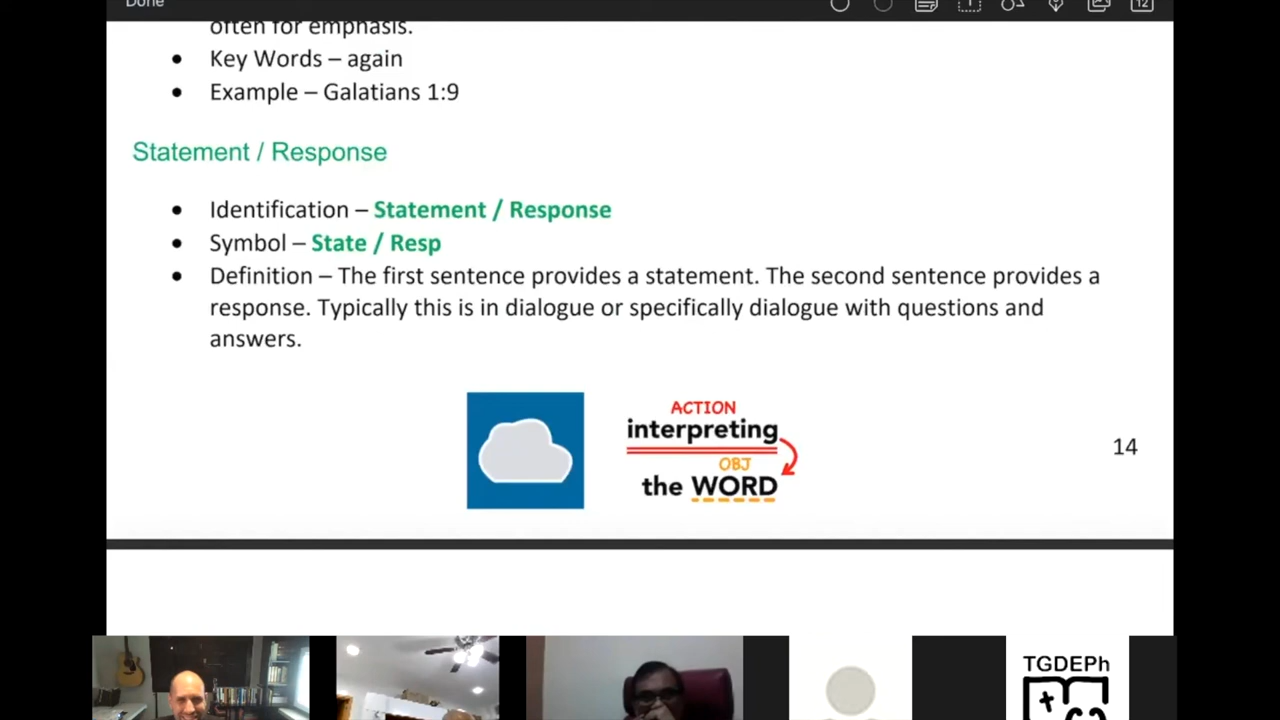 Done
often for emphasis.
• Key Words – again
• Example – Galatians 1:9
Statement / Response
• Identification – Statement / Response
• Symbol – State / Resp
• Definition – The first sentence provides a statement. The second sentence provides a
response. Typically this is in dialogue or specifically dialogue with questions and
answers.
ACTION
interpreting
OBJ
the WORD
14
12
TGDEPh